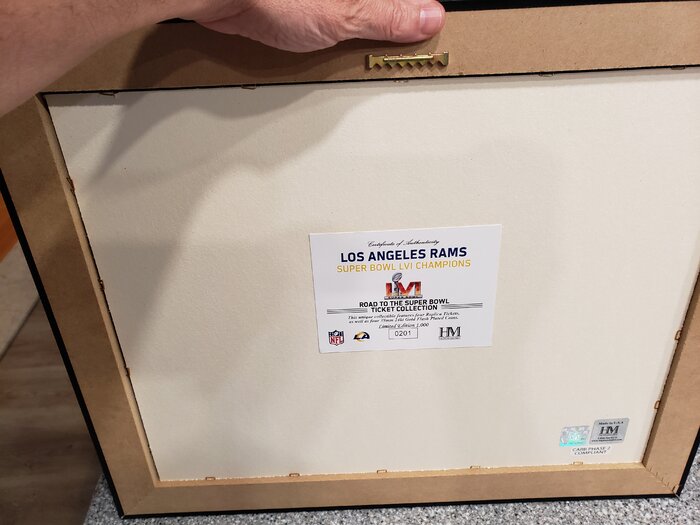 Certificate of Authenticity
LOS ANGELES RAMS
SUPER BOWL LVI CHAMPIONS
LVI
ROAD TO THE SUPER BOWL
TICKET COLLECTION
This unique collectible features four Replica Tickets,
as well as four 39mm 24kt Gold Flash Plated Coins.
Limited Edition 1,000
NFL
0201
HM
Made in U.S.A
HM
CARB PHASE 2
COMPLIANT